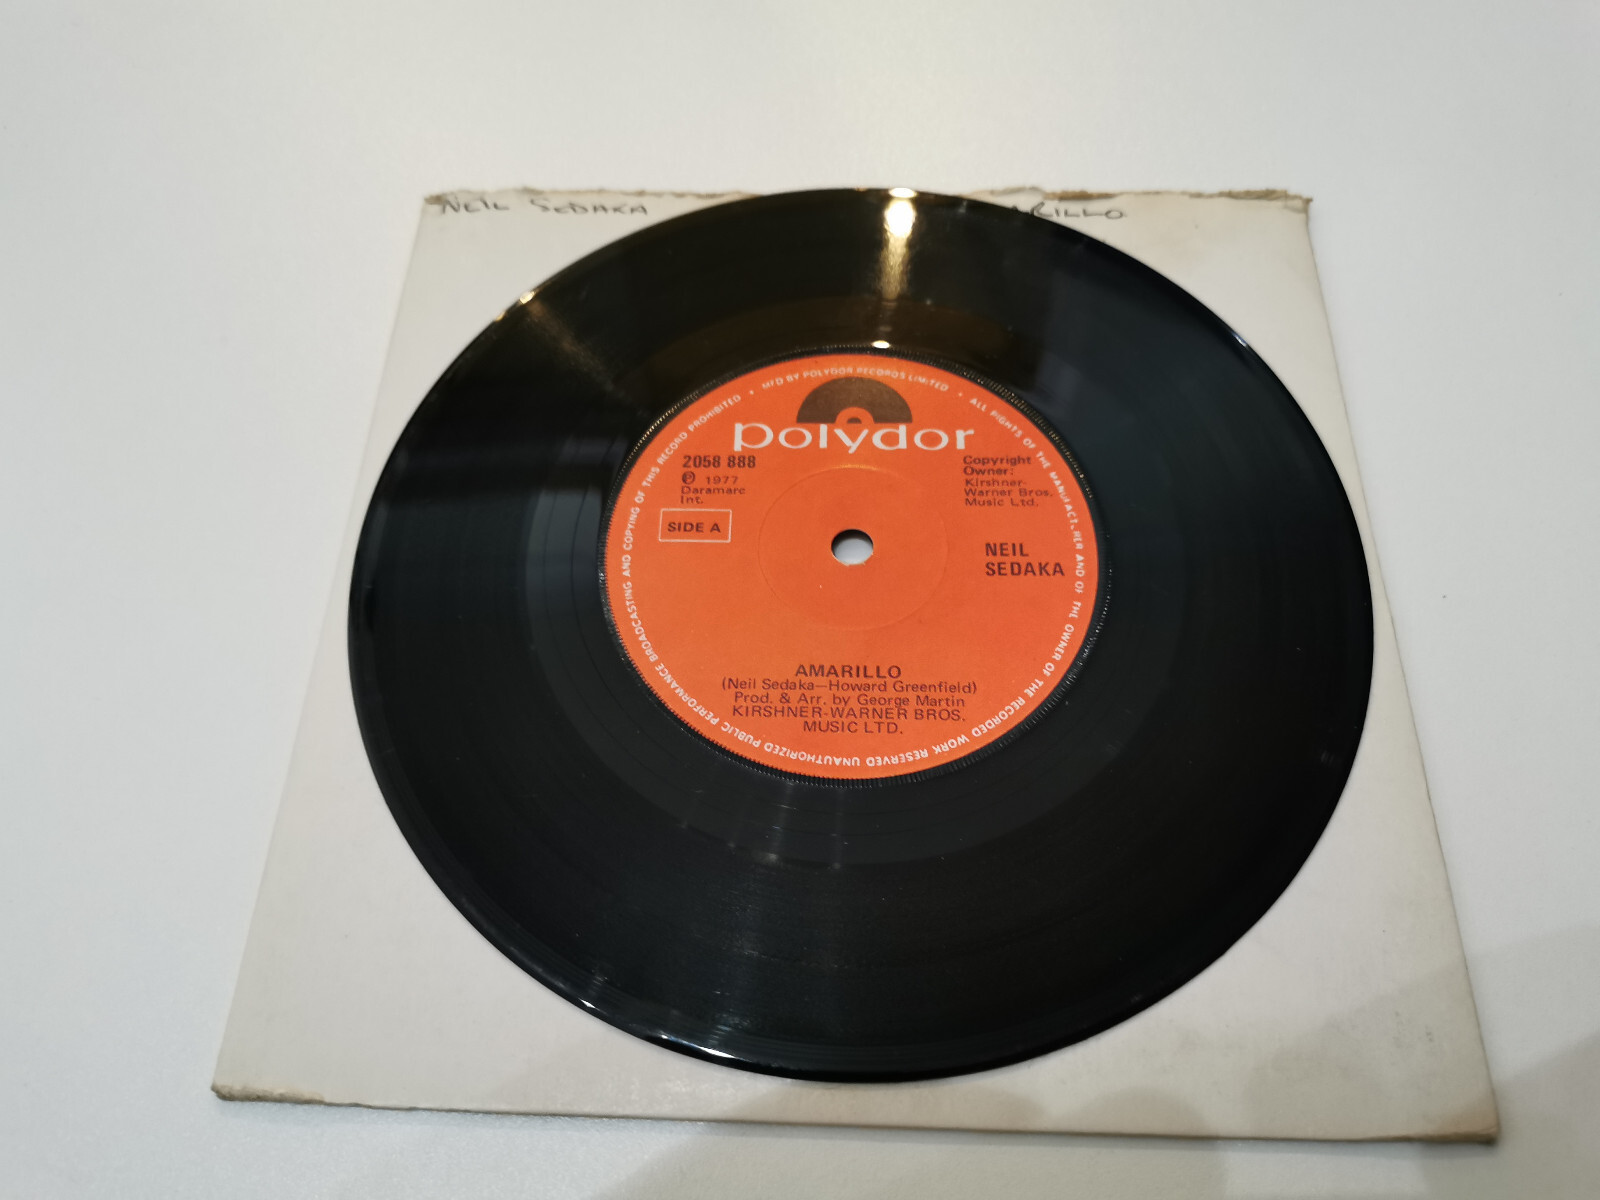 NEIL SEDAKA ARILLO
MFD BY POLYDOR RECORDS LIMITED • ALL RIGHTS OF THE MANUFACTURER AND OF THE OWNER OF THE RECORDED WORK RESERVED UNAUTHORIZED PUBLIC PERFORMANCE BROADCASTING AND COPYING OF THIS RECORD PROHIBITED •
polydor
2058 888
℗ 1977
Daramarc
Int.
SIDE A
Copyright
Owner:
Kirshner-
Warner Bros.
Music Ltd.
NEIL
SEDAKA
AMARILLO
(Neil Sedaka—Howard Greenfield)
Prod. & Arr. by George Martin
KIRSHNER-WARNER BROS.
MUSIC LTD.